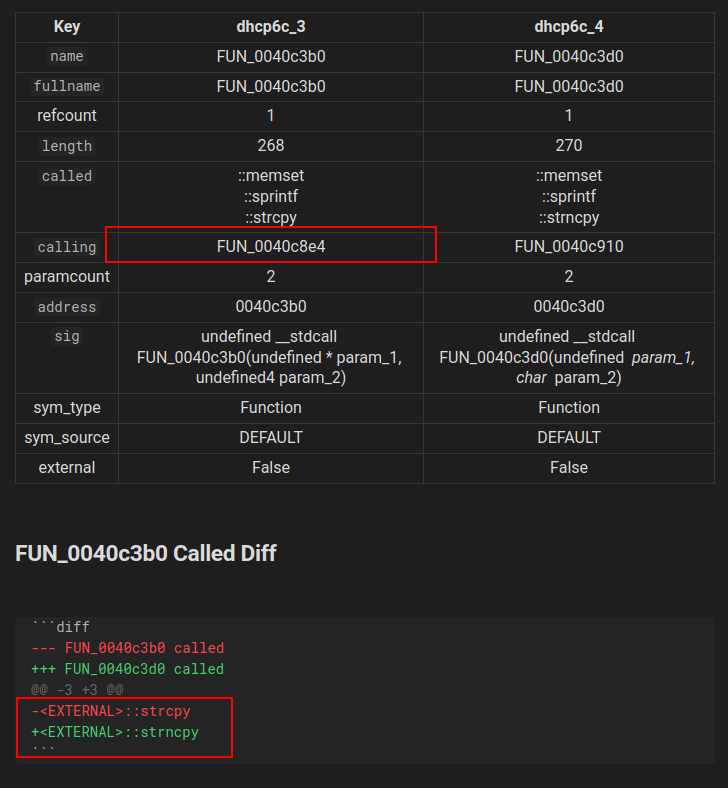 Key dhcp6c_3 dhcp6c_4
name FUN_0040c3b0 FUN_0040c3d0
fullname FUN_0040c3b0 FUN_0040c3d0
refcount 1 1
length 268 270
called ::memset ::memset
::sprintf ::sprintf
::strcpy ::strncpy
calling FUN_0040c8e4 FUN_0040c910
paramcount 2 2
address 0040c3b0 0040c3d0
sig undefined __stdcall undefined __stdcall
FUN_0040c3b0(undefined * param_1, FUN_0040c3d0(undefined param_1,
undefined4 param_2) char param_2)
sym_type Function Function
sym_source DEFAULT DEFAULT
external False False
FUN_0040c3b0 Called Diff
```diff
--- FUN_0040c3b0 called
+++ FUN_0040c3d0 called
@@ -3 +3 @@
-<EXTERNAL>::strcpy
+<EXTERNAL>::strncpy
```